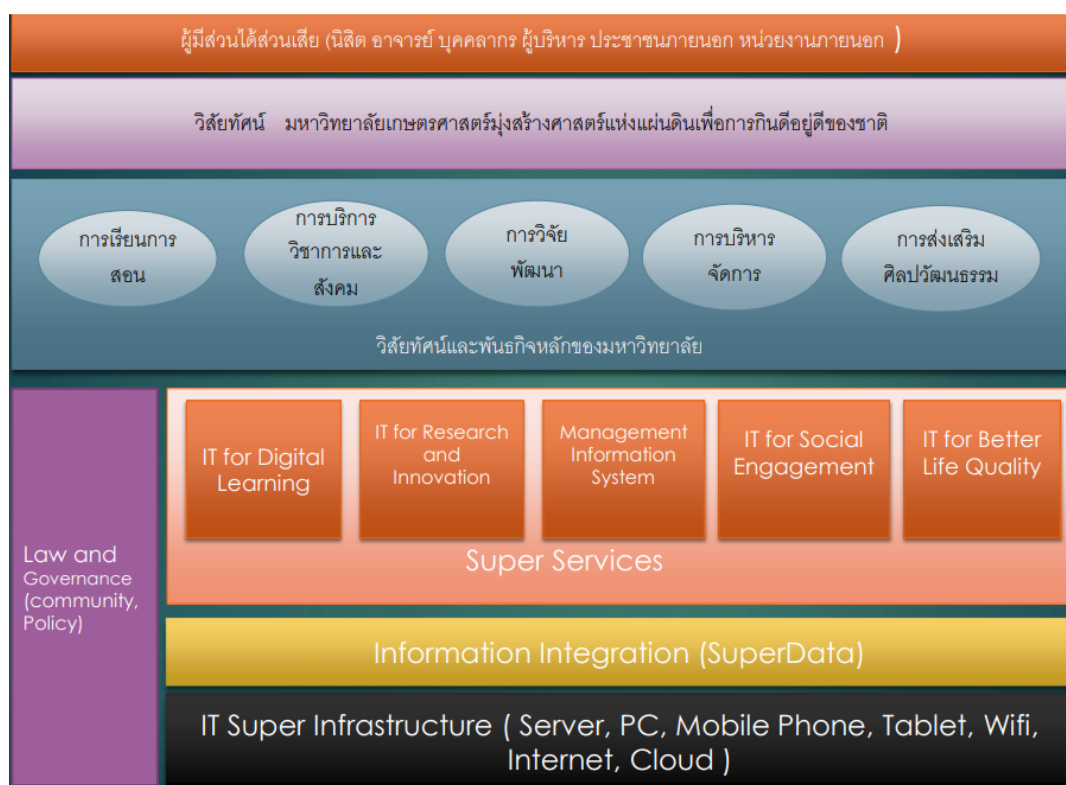 ผู้มีส่วนได้ส่วนเสีย (นิสิต อาจารย์ บุคคลากร ผู้บริหาร ประชาชนภายนอก หน่วยงานภายนอก )
วิสัยทัศน์ มหาวิทยาลัยเกษตรศาสตร์มุ่งสร้างศาสตร์แห่งแผ่นดินเพื่อการกินดีอยู่ดีของชาติ
การเรียนการ
สอน
การบริการ
วิชาการและ
สังคม
การวิจัย
พัฒนา
การบริหาร
จัดการ
การส่งเสริม
ศิลปวัฒนธรรม
วิสัยทัศน์และพันธกิจหลักของมหาวิทยาลัย
Law and
Governance
(community,
Policy)
IT for Digital
Learning
IT for Research
and
Innovation
Management
Information
System
IT for Social
Engagement
IT for Better
Life Quality
Super Services
Information Integration (SuperData)
IT Super Infrastructure ( Server, PC, Mobile Phone, Tablet, Wifi,
Internet, Cloud )